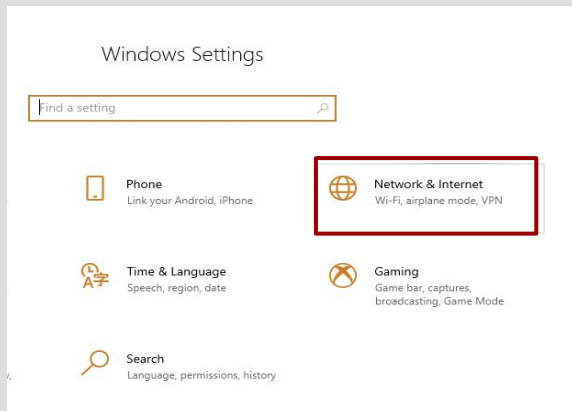 Windows Settings
Find a setting
Phone
Link your Android, iPhone
Network & Internet
Wi-Fi, airplane mode, VPN
Time & Language
Speech, region, date
Gaming
Game bar, captures,
broadcasting, Game Mode
Search
Language, permissions, history